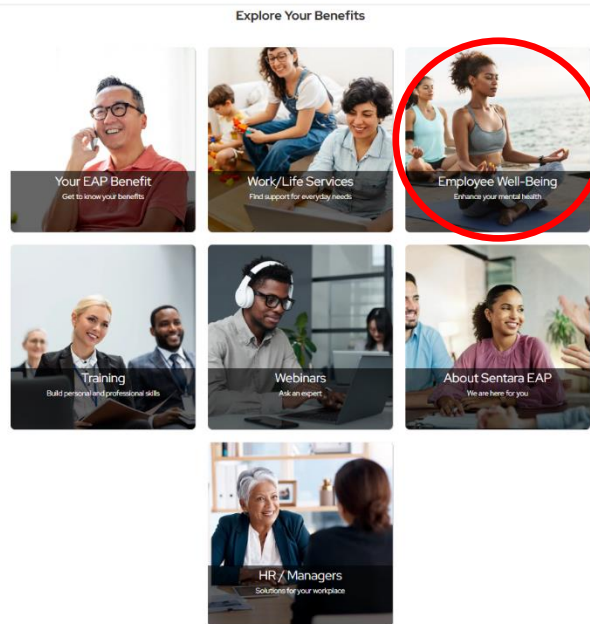 Explore Your Benefits
Your EAP Benefit
Get to know your benefits
Work/Life Services
Find support for everyday needs
Employee Well-Being
Enhance your mental health
Training
Build personal and professional skills
Webinars
Ask an expert
About Sentara EAP
We are here for you
HR / Managers
Solutions for your workplace